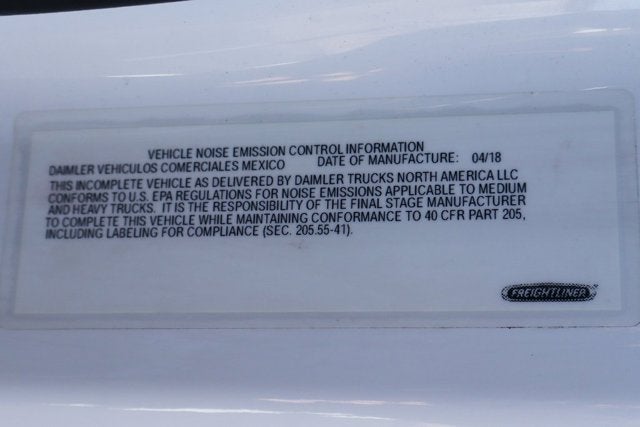 VEHICLE NOISE EMISSION CONTROL INFORMATION
DAIMLER VEHICULOS COMERCIALES MEXICO DATE OF MANUFACTURE: 04/18
THIS INCOMPLETE VEHICLE AS DELIVERED BY DAIMLER TRUCKS NORTH AMERICA LLC
CONFORMS TO U.S. EPA REGULATIONS FOR NOISE EMISSIONS APPLICABLE TO MEDIUM
AND HEAVY TRUCKS. IT IS THE RESPONSIBILITY OF THE FINAL STAGE MANUFACTURER
TO COMPLETE THIS VEHICLE WHILE MAINTAINING CONFORMANCE TO 40 CFR PART 205,
INCLUDING LABELING FOR COMPLIANCE (SEC. 205.55-41).
FREIGHTLINER